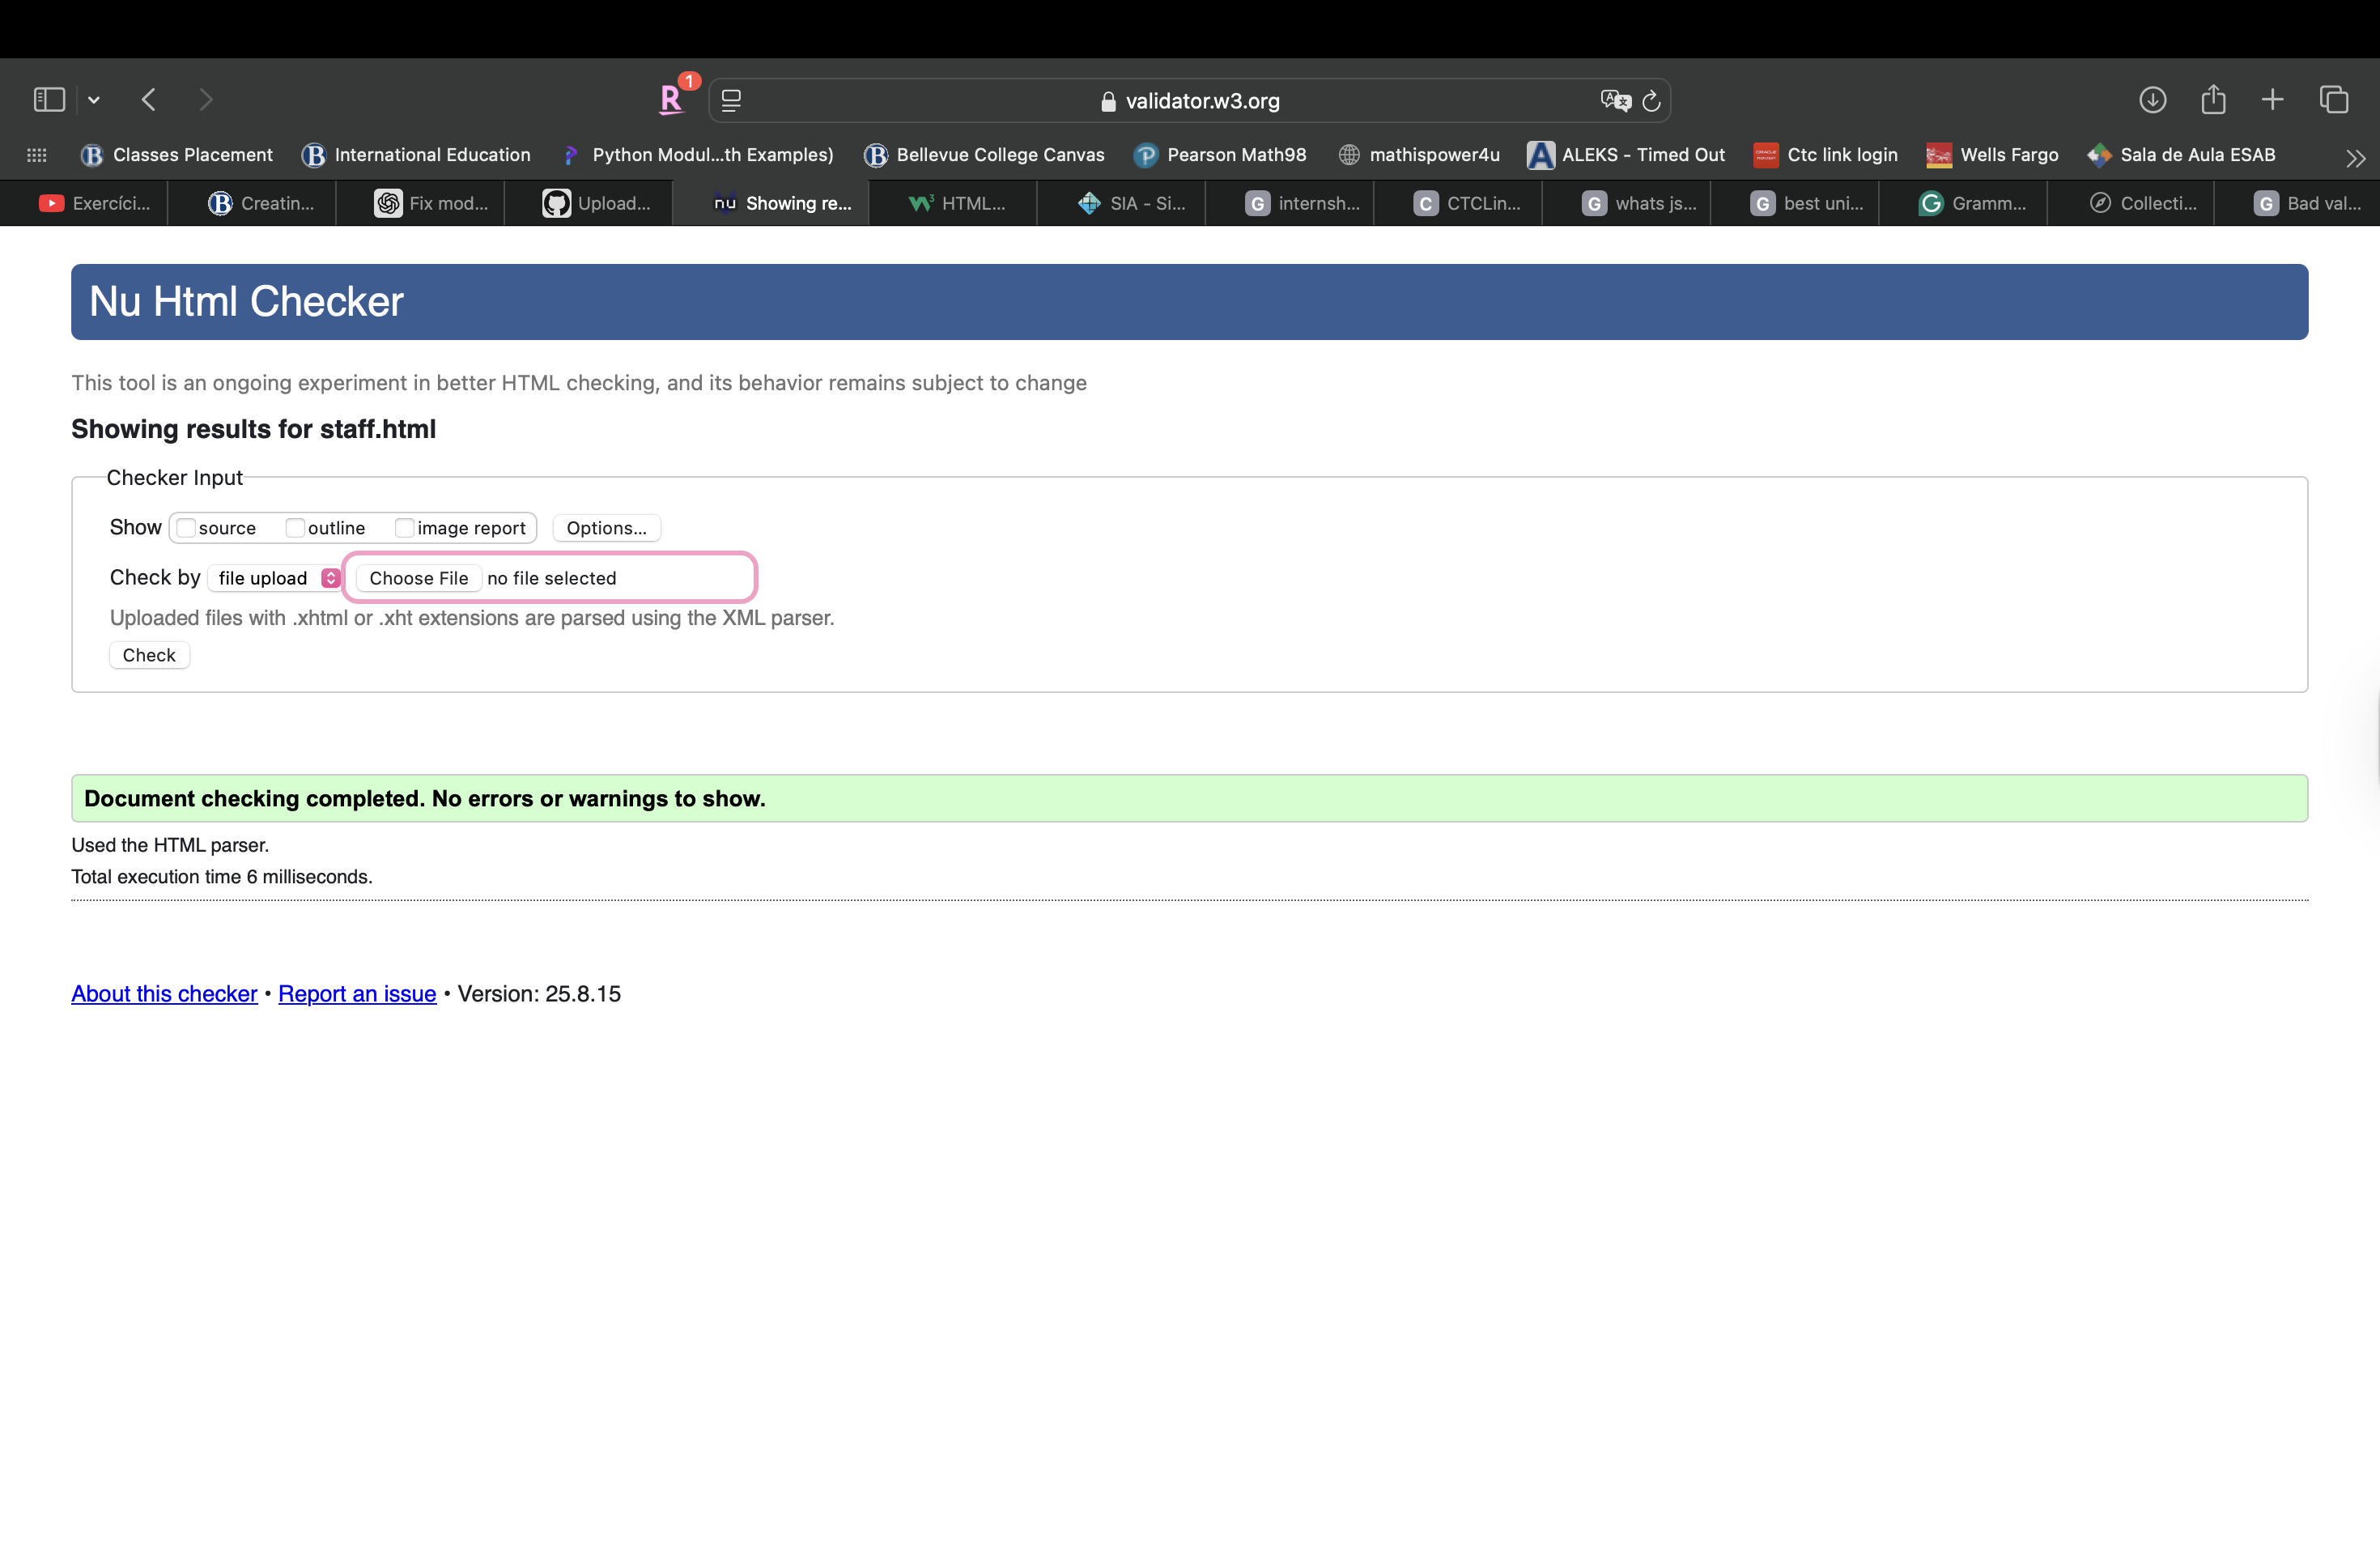 R 1 validator.w3.org
Classes Placement International Education Python Modul...th Examples) Bellevue College Canvas Pearson Math98 mathispower4u ALEKS - Timed Out Ctc link login Wells Fargo Sala de Aula ESAB
Exercíci... Creatin... Fix mod... Upload... nu Showing re... HTML... SIA - Si... G internsh... C CTCLin... G whats js... G best uni... Gramm... Collecti... G Bad val...
Nu Html Checker
This tool is an ongoing experiment in better HTML checking, and its behavior remains subject to change
Showing results for staff.html
Checker Input
Show source outline image report Options...
Check by file upload Choose File no file selected
Uploaded files with .xhtml or .xht extensions are parsed using the XML parser.
Check
Document checking completed. No errors or warnings to show.
Used the HTML parser.
Total execution time 6 milliseconds.
About this checker • Report an issue • Version: 25.8.15